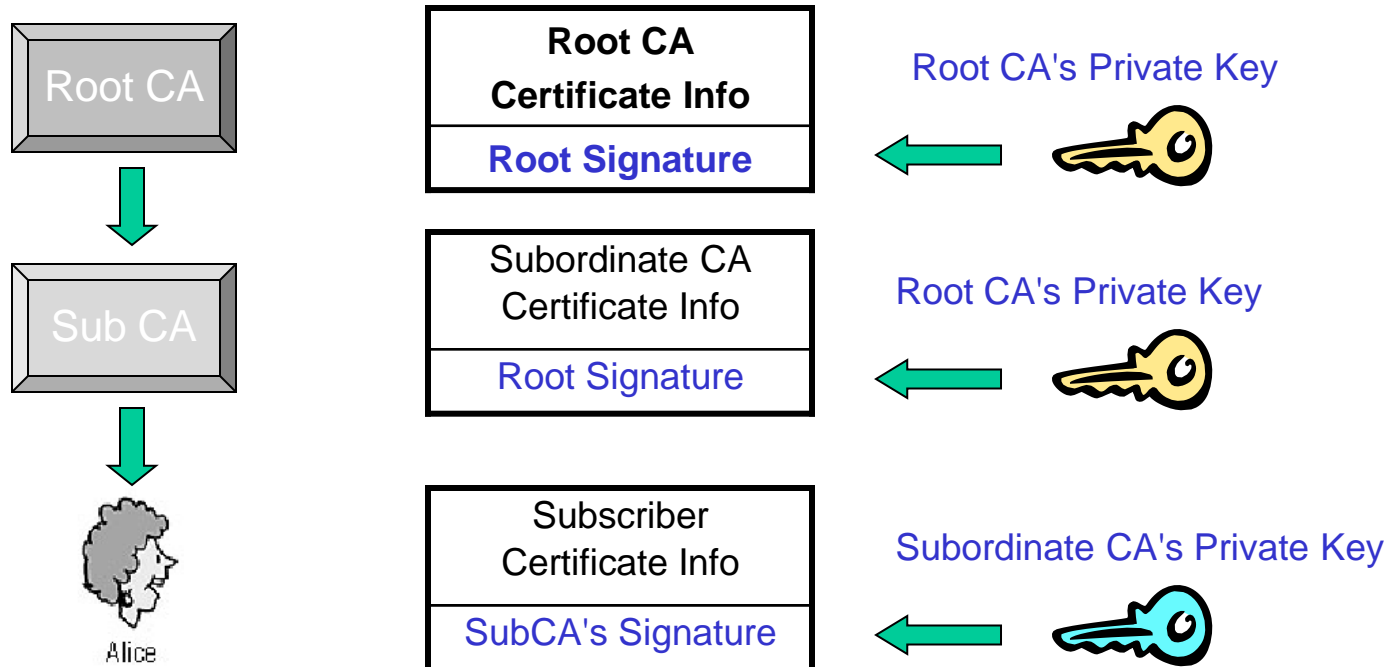 Root CA
Root CA
Certificate Info
Root Signature
Root CA's Private Key
Sub CA
Subordinate CA
Certificate Info
Root Signature
Root CA's Private Key
Alice
Subscriber
Certificate Info
SubCA's Signature
Subordinate CA's Private Key